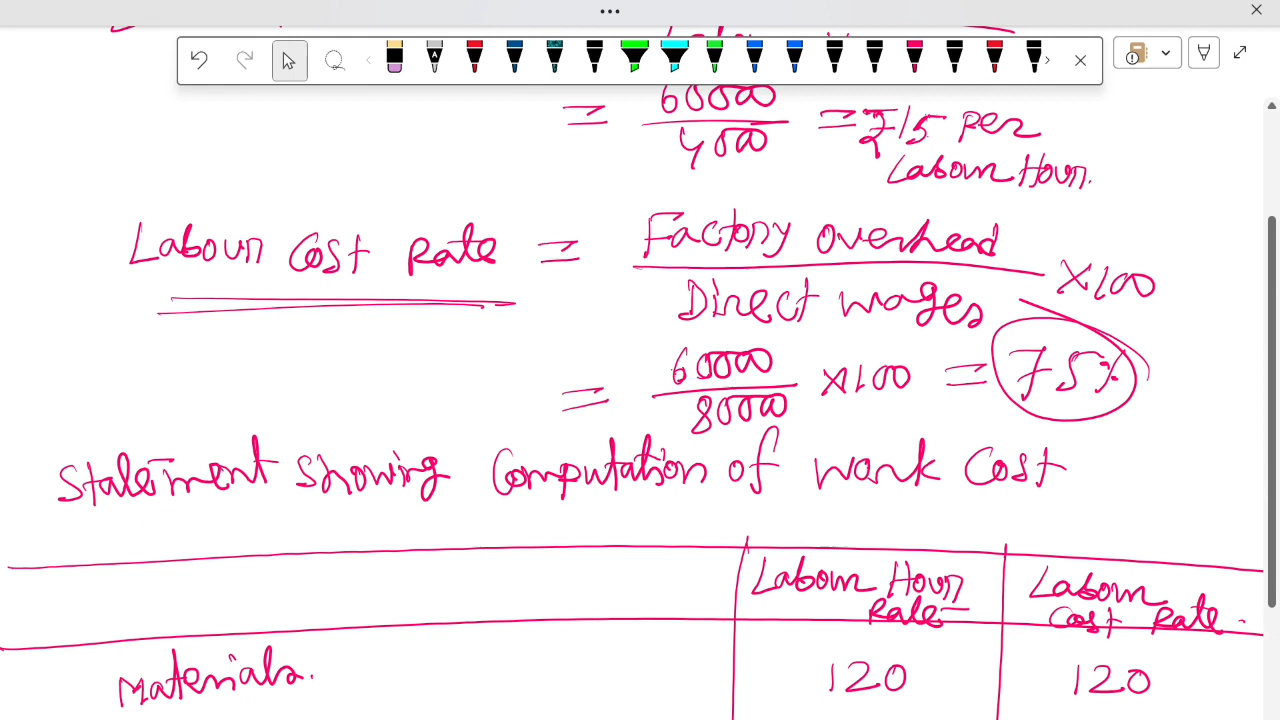 = 60000 / 4000 = ₹15 per
Labour Hour.
Labour Cost Rate = Factory overhead / Direct wages × 100
= 60000 / 80000 × 100 = 75%
Statement showing Computation of work Cost
Labour Hour Rate
Labour Cost Rate.
Materials. 120 120